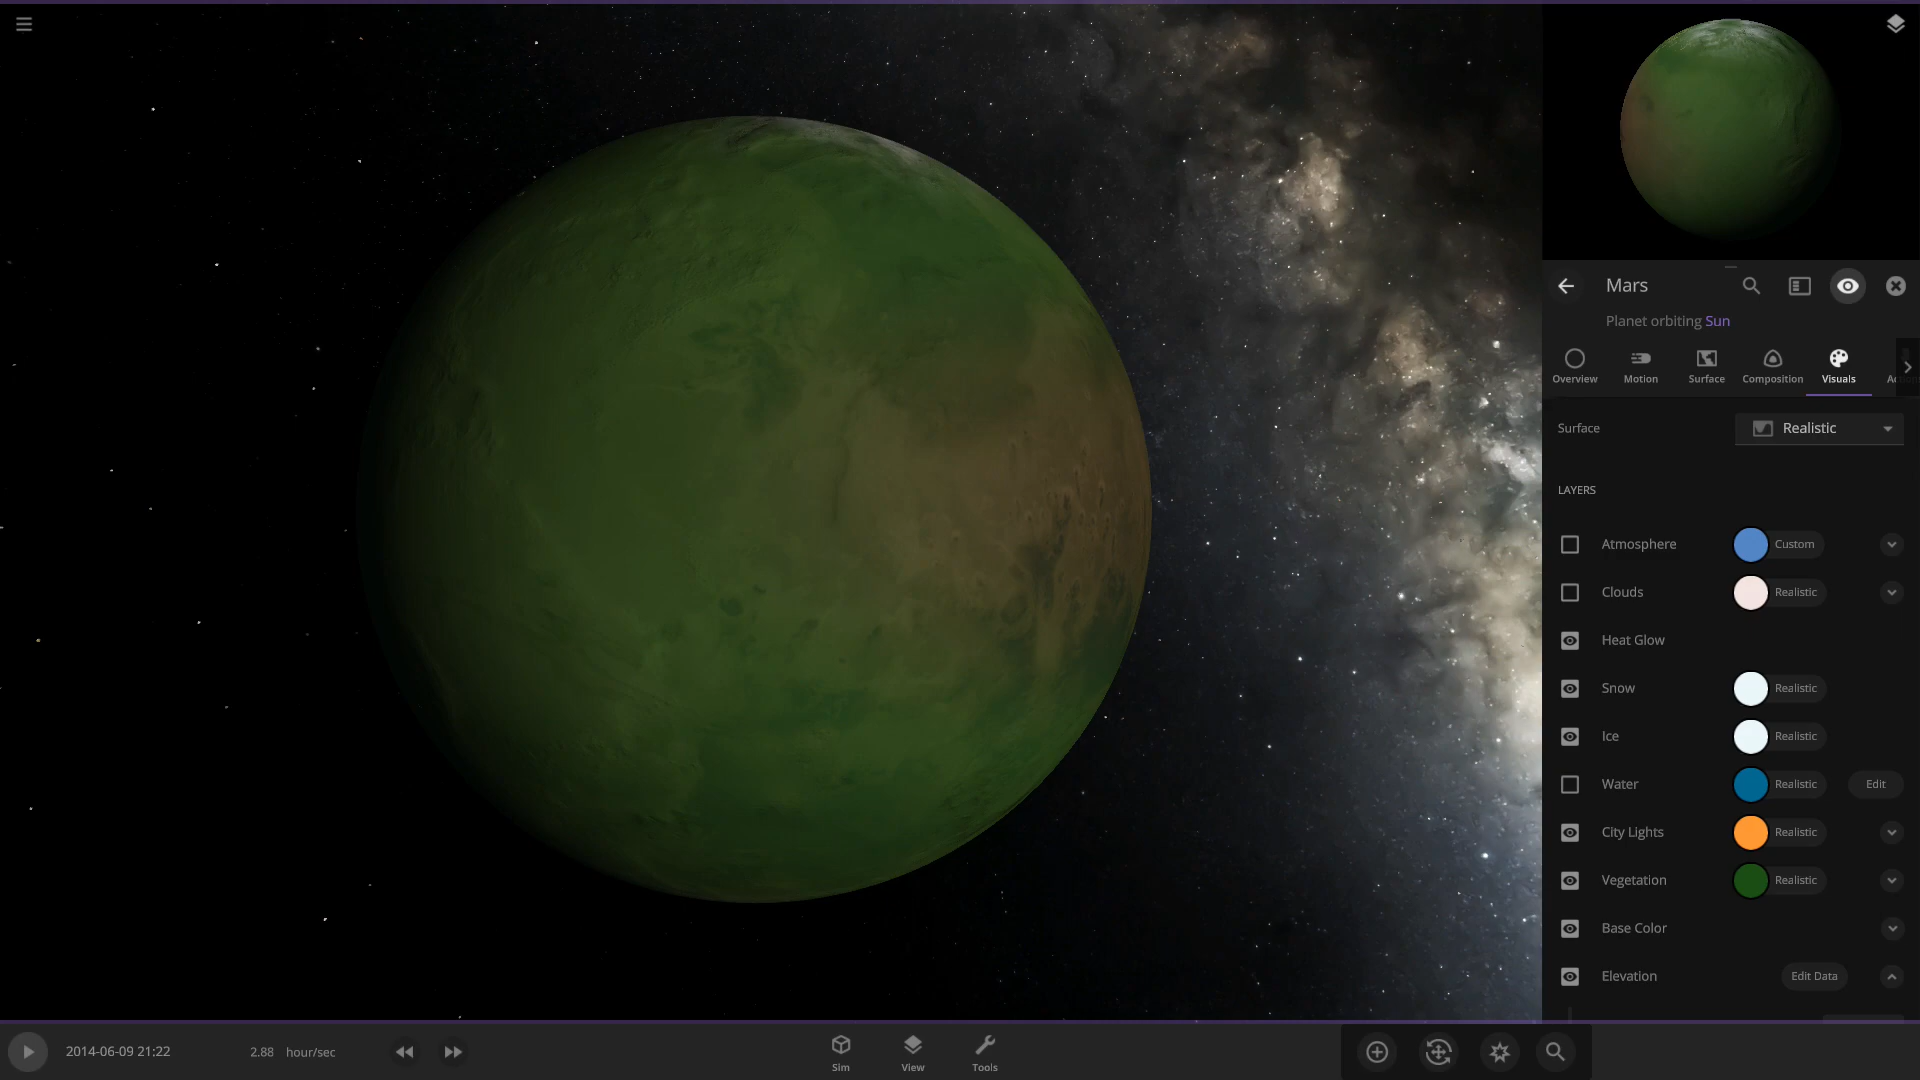 Mars
Planet orbiting Sun
Overview Motion Surface Composition Visuals
Surface Realistic
LAYERS
Atmosphere Custom
Clouds Realistic
Heat Glow
Snow Realistic
Ice Realistic
Water Realistic Edit
City Lights Realistic
Vegetation Realistic
Base Color
Elevation Edit Data
2014-06-09 21:22 2.88 hour/sec Sim View Tools